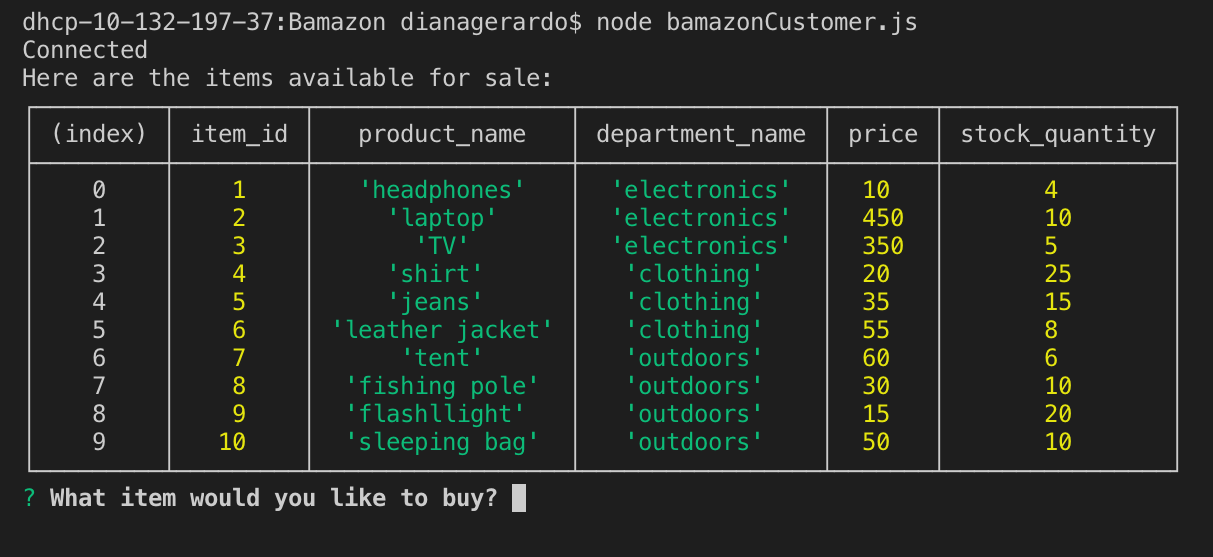 dhcp-10-132-197-37:Bamazon dianagerardo$ node bamazonCustomer.js
Connected
Here are the items available for sale:
(index) item_id product_name department_name price stock_quantity
0 1 'headphones' 'electronics' 10 4
1 2 'laptop' 'electronics' 450 10
2 3 'TV' 'electronics' 350 5
3 4 'shirt' 'clothing' 20 25
4 5 'jeans' 'clothing' 35 15
5 6 'leather jacket' 'clothing' 55 8
6 7 'tent' 'outdoors' 60 6
7 8 'fishing pole' 'outdoors' 30 10
8 9 'flashllight' 'outdoors' 15 20
9 10 'sleeping bag' 'outdoors' 50 10
? What item would you like to buy?